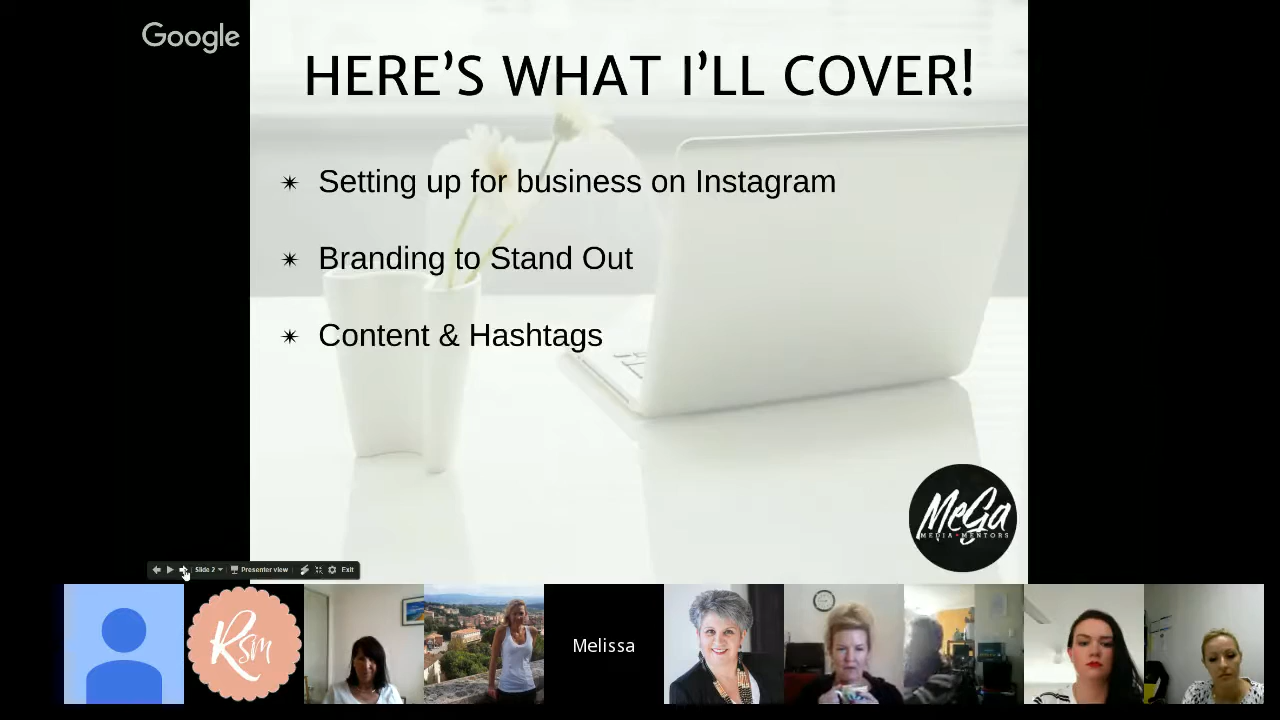 Google
HERE'S WHAT I'LL COVER!
Setting up for business on Instagram
Branding to Stand Out
Content & Hashtags
MeGa
MEDIA • MENTORS
Slide 2
Presenter view
Exit
Rsm
Melissa